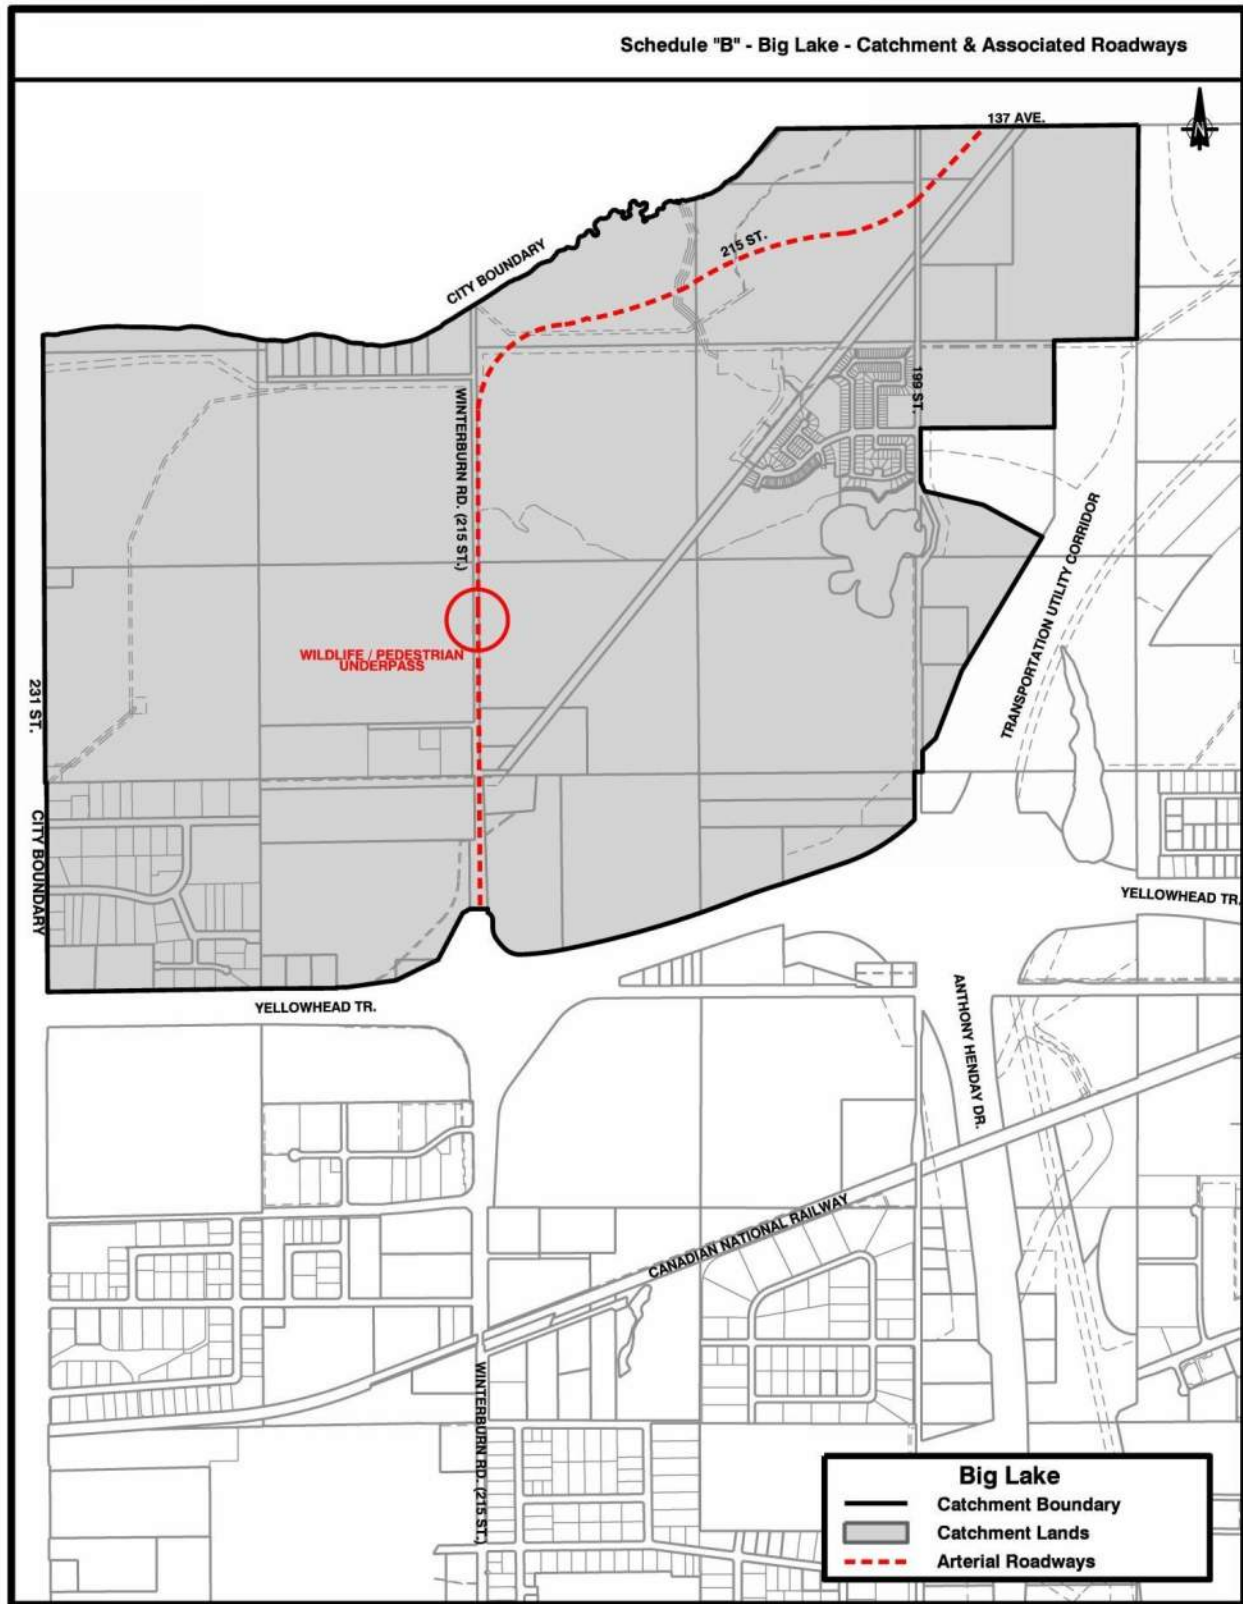 Schedule "B" - Big Lake - Catchment & Associated Roadways
137 AVE.
N
215 ST.
CITY BOUNDARY
199 ST.
WINTERBURN RD. (215 ST.)
TRANSPORTATION UTILITY CORRIDOR
WILDLIFE / PEDESTRIAN
UNDERPASS
231 ST.
CITY BOUNDARY
YELLOWHEAD TR.
YELLOWHEAD TR.
ANTHONY HENDAY DR.
CANADIAN NATIONAL RAILWAY
WINTERBURN RD. (215 ST.)
Big Lake
Catchment Boundary
Catchment Lands
Arterial Roadways